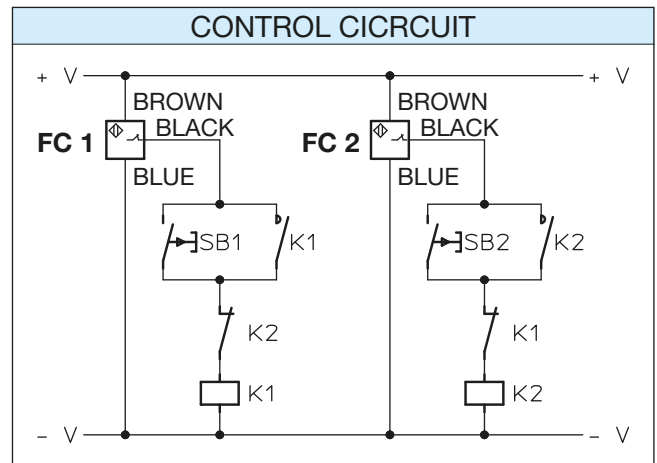 CONTROL CICRCUIT
+ V + V
BROWN BROWN
FC 1 BLACK FC 2 BLACK
BLUE BLUE
SB1 K1 SB2 K2
K2 K1
K1 K2
- V - V